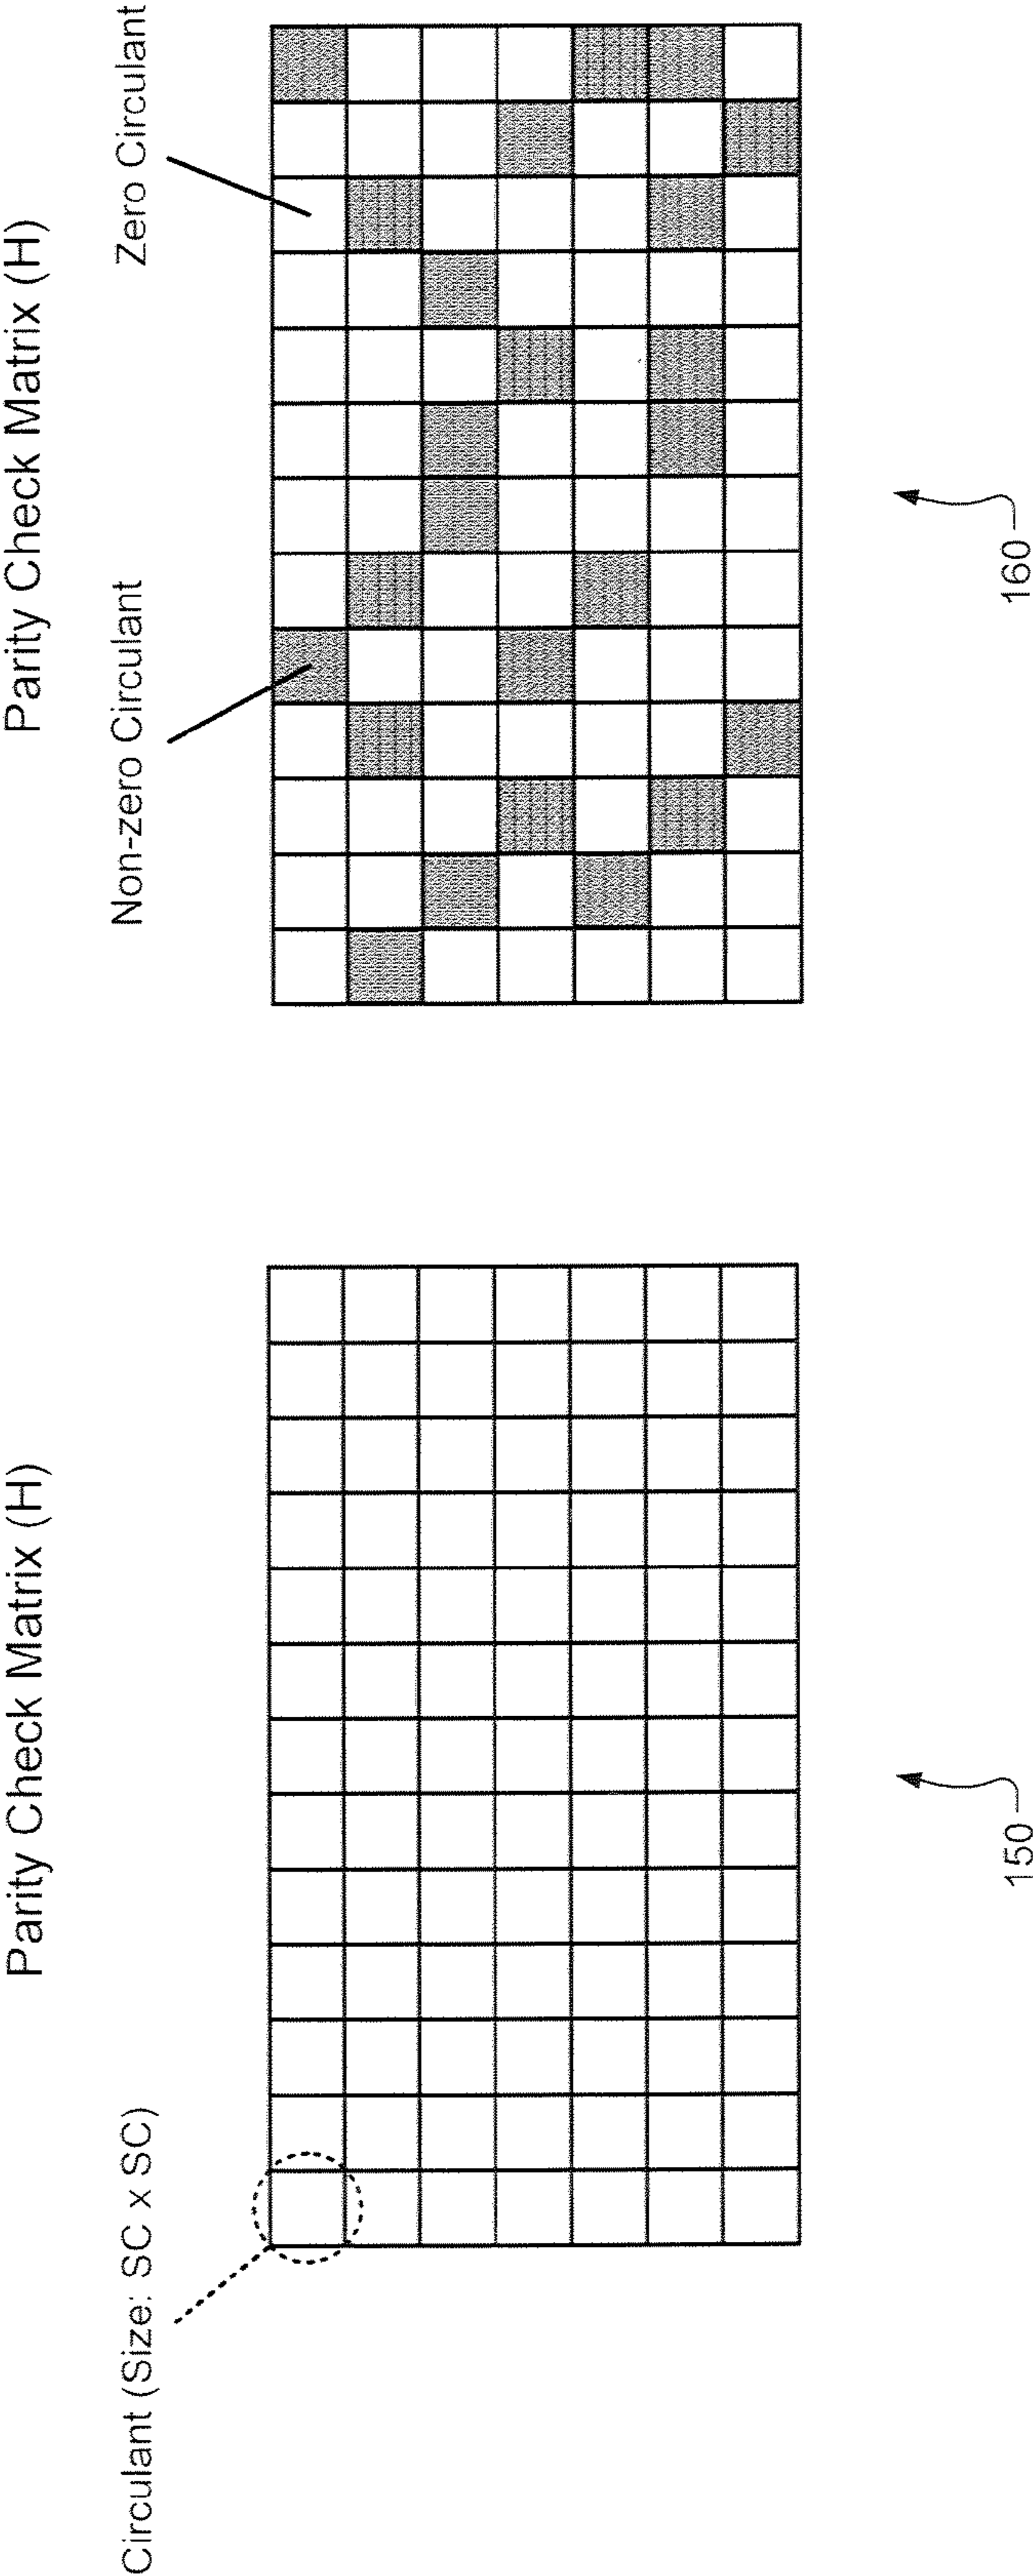 Parity Check Matrix (H)
Circulant (Size: SC x SC)
150
Parity Check Matrix (H)
Non-zero Circulant
Zero Circulant
160